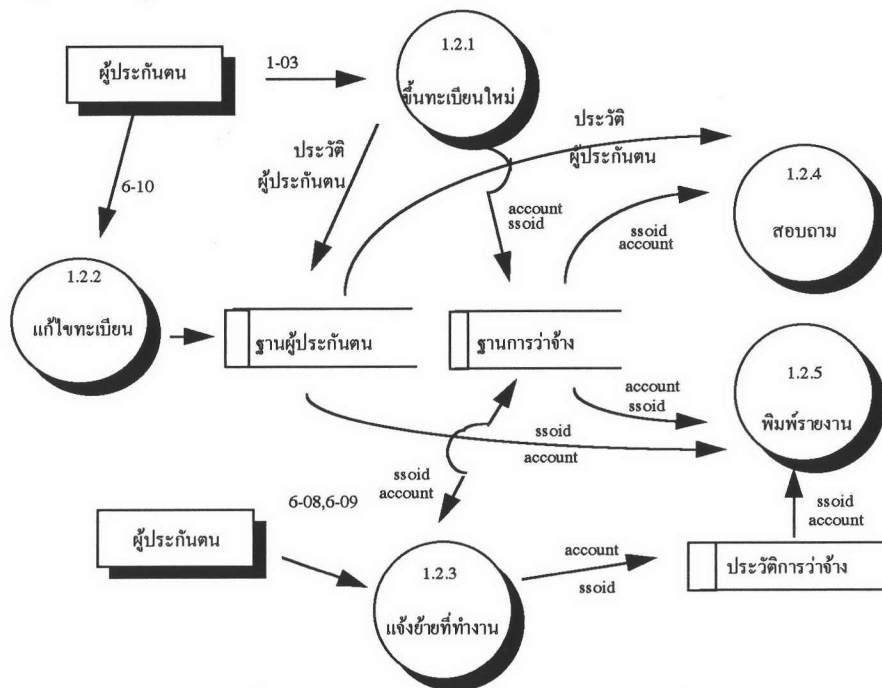 1.2.1
ผู้ประกันตน
1-03
ขึ้นทะเบียนใหม่
ประวัติ
ผู้ประกันตน
ประวัติ
ผู้ประกันตน
1.2.4
สอบถาม
6-10
account
ssoid
ssoid
account
1.2.2
แก้ไขทะเบียน
ฐานผู้ประกันตน
ฐานการว่าจ้าง
1.2.5
พิมพ์รายงาน
account
ssoid
ssoid
account
ssoid
account
6-08,6-09
ssoid
account
ผู้ประกันตน
1.2.3
แจ้งย้ายที่ทำงาน
account
ssoid
ประวัติการว่าจ้าง